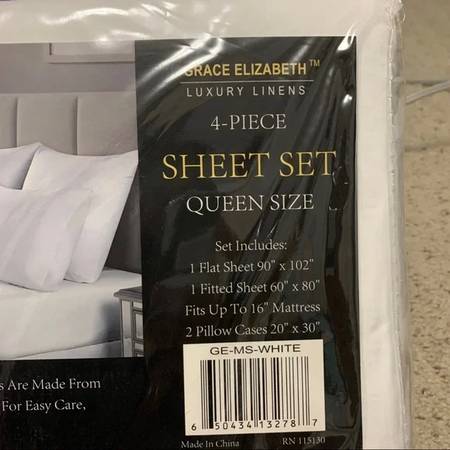 GRACE ELIZABETH™
LUXURY LINENS
4-PIECE
SHEET SET
QUEEN SIZE
Set Includes:
1 Flat Sheet 90" x 102"
1 Fitted Sheet 60" x 80"
Fits Up To 16" Mattress
2 Pillow Cases 20" x 30"
GE-MS-WHITE
6 50434 13278 7
Made In China RN 115130
s Are Made From
For Easy Care,